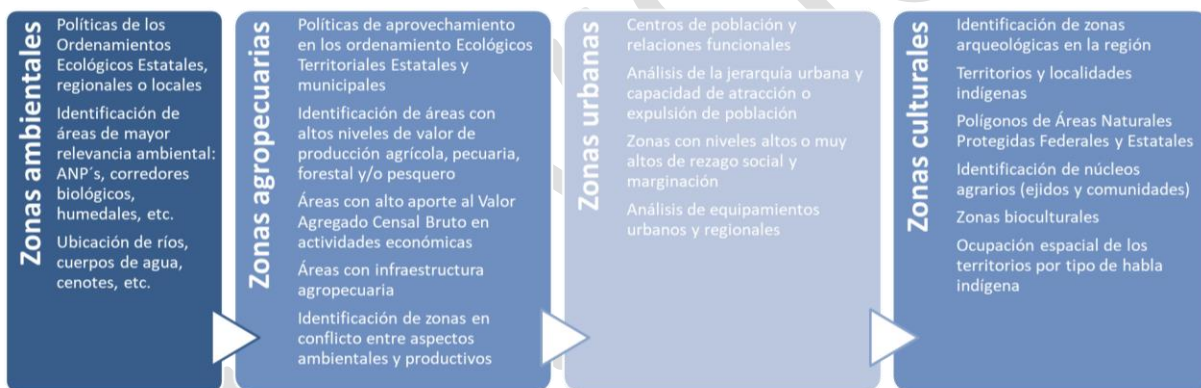 Zonas ambientales
Políticas de los
Ordenamientos
Ecológicos Estatales,
regionales o locales
Identificación de
áreas de mayor
relevancia ambiental:
ANP´s, corredores
biológicos,
humedales, etc.
Ubicación de ríos,
cuerpos de agua,
cenotes, etc.
Zonas agropecuarias
Políticas de aprovechamiento
en los ordenamiento Ecológicos
Territoriales Estatales y
municipales
Identificación de áreas con
altos niveles de valor de
producción agrícola, pecuaria,
forestal y/o pesquero
Áreas con alto aporte al Valor
Agregado Censal Bruto en
actividades económicas
Áreas con infraestructura
agropecuaria
Identificación de zonas en
conflicto entre aspectos
ambientales y productivos
Zonas urbanas
Centros de población y
relaciones funcionales
Análisis de la jerarquía urbana y
capacidad de atracción o
expulsión de población
Zonas con niveles altos o muy
altos de rezago social y
marginación
Análisis de equipamientos
urbanos y regionales
Zonas culturales
Identificación de zonas
arqueológicas en la región
Territorios y localidades
indígenas
Polígonos de Áreas Naturales
Protegidas Federales y Estatales
Identificación de núcleos
agrarios (ejidos y comunidades)
Zonas bioculturales
Ocupación espacial de los
territorios por tipo de habla
indígena